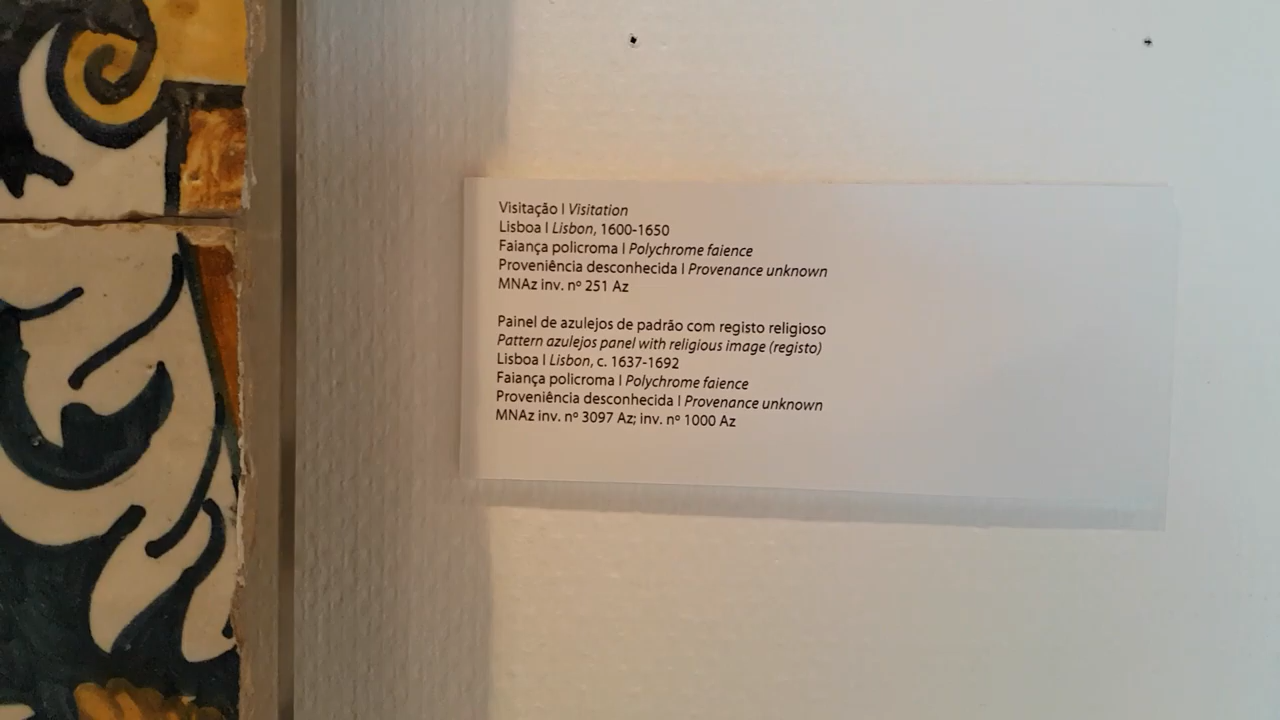 Visitação | Visitation
Lisboa | Lisbon, 1600-1650
Faiança policroma | Polychrome faience
Proveniência desconhecida | Provenance unknown
MNAz inv. nº 251 Az
Painel de azulejos de padrão com registo religioso
Pattern azulejos panel with religious image (registo)
Lisboa | Lisbon, c. 1637-1692
Faiança policroma | Polychrome faience
Proveniência desconhecida | Provenance unknown
MNAz inv. nº 3097 Az; inv. nº 1000 Az